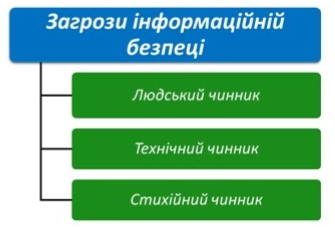 Загрози інформаційній
безпеці
Людський чинник
Технічний чинник
Стихійний чинник